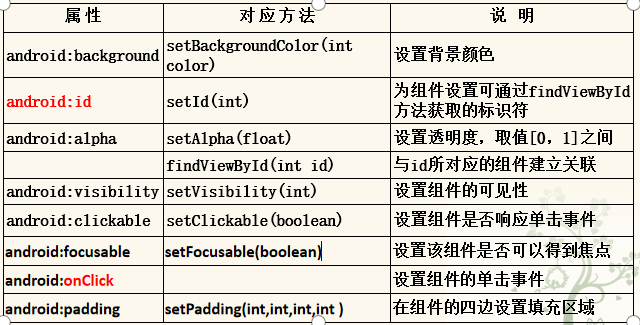 属性 对应方法 说 明
android:background setBackgroundColor(int color) 设置背景颜色
android:id setId(int) 为组件设置可通过findViewById方法获取的标识符
android:alpha setAlpha(float) 设置透明度，取值[0，1]之间
findViewById(int id) 与id所对应的组件建立关联
android:visibility setVisibility(int) 设置组件的可见性
android:clickable setClickable(boolean) 设置组件是否响应单击事件
android:focusable setFocusable(boolean) 设置该组件是否可以得到焦点
android:onClick 设置组件的单击事件
android:padding setPadding(int,int,int,int ) 在组件的四边设置填充区域